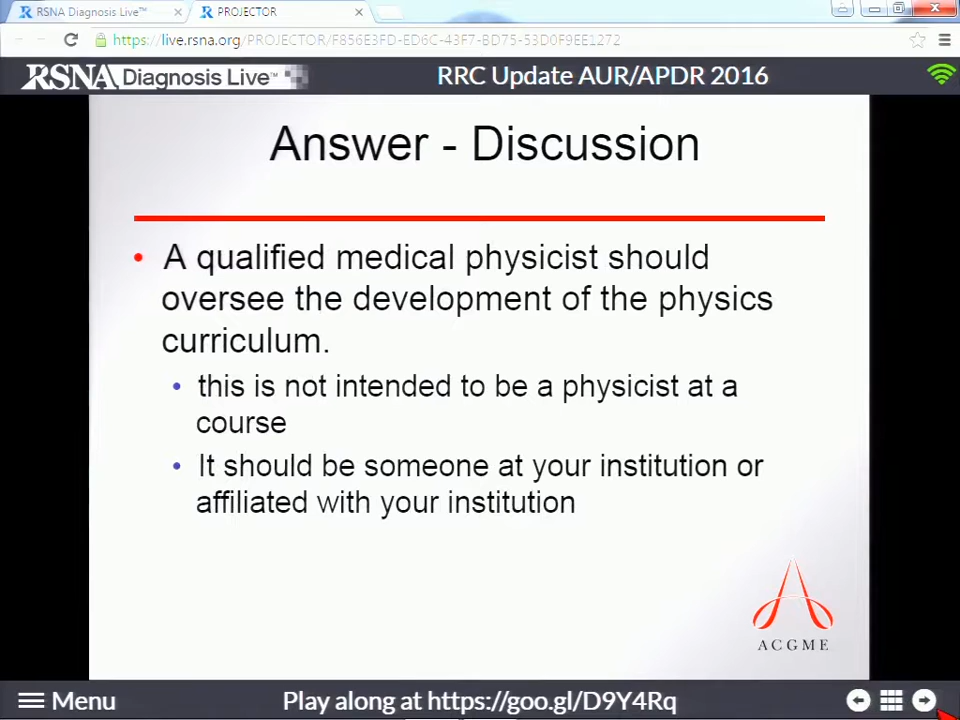 RSNA Diagnosis Live™
PROJECTOR
https://live.rsna.org/PROJECTOR/F856E3FD-ED6C-43F7-BD75-53D0F9EE1272
RSNA Diagnosis Live™
RRC Update AUR/APDR 2016
Answer - Discussion
• A qualified medical physicist should
oversee the development of the physics
curriculum.
• this is not intended to be a physicist at a
course
• It should be someone at your institution or
affiliated with your institution
ACGME
Menu
Play along at https://goo.gl/D9Y4Rq